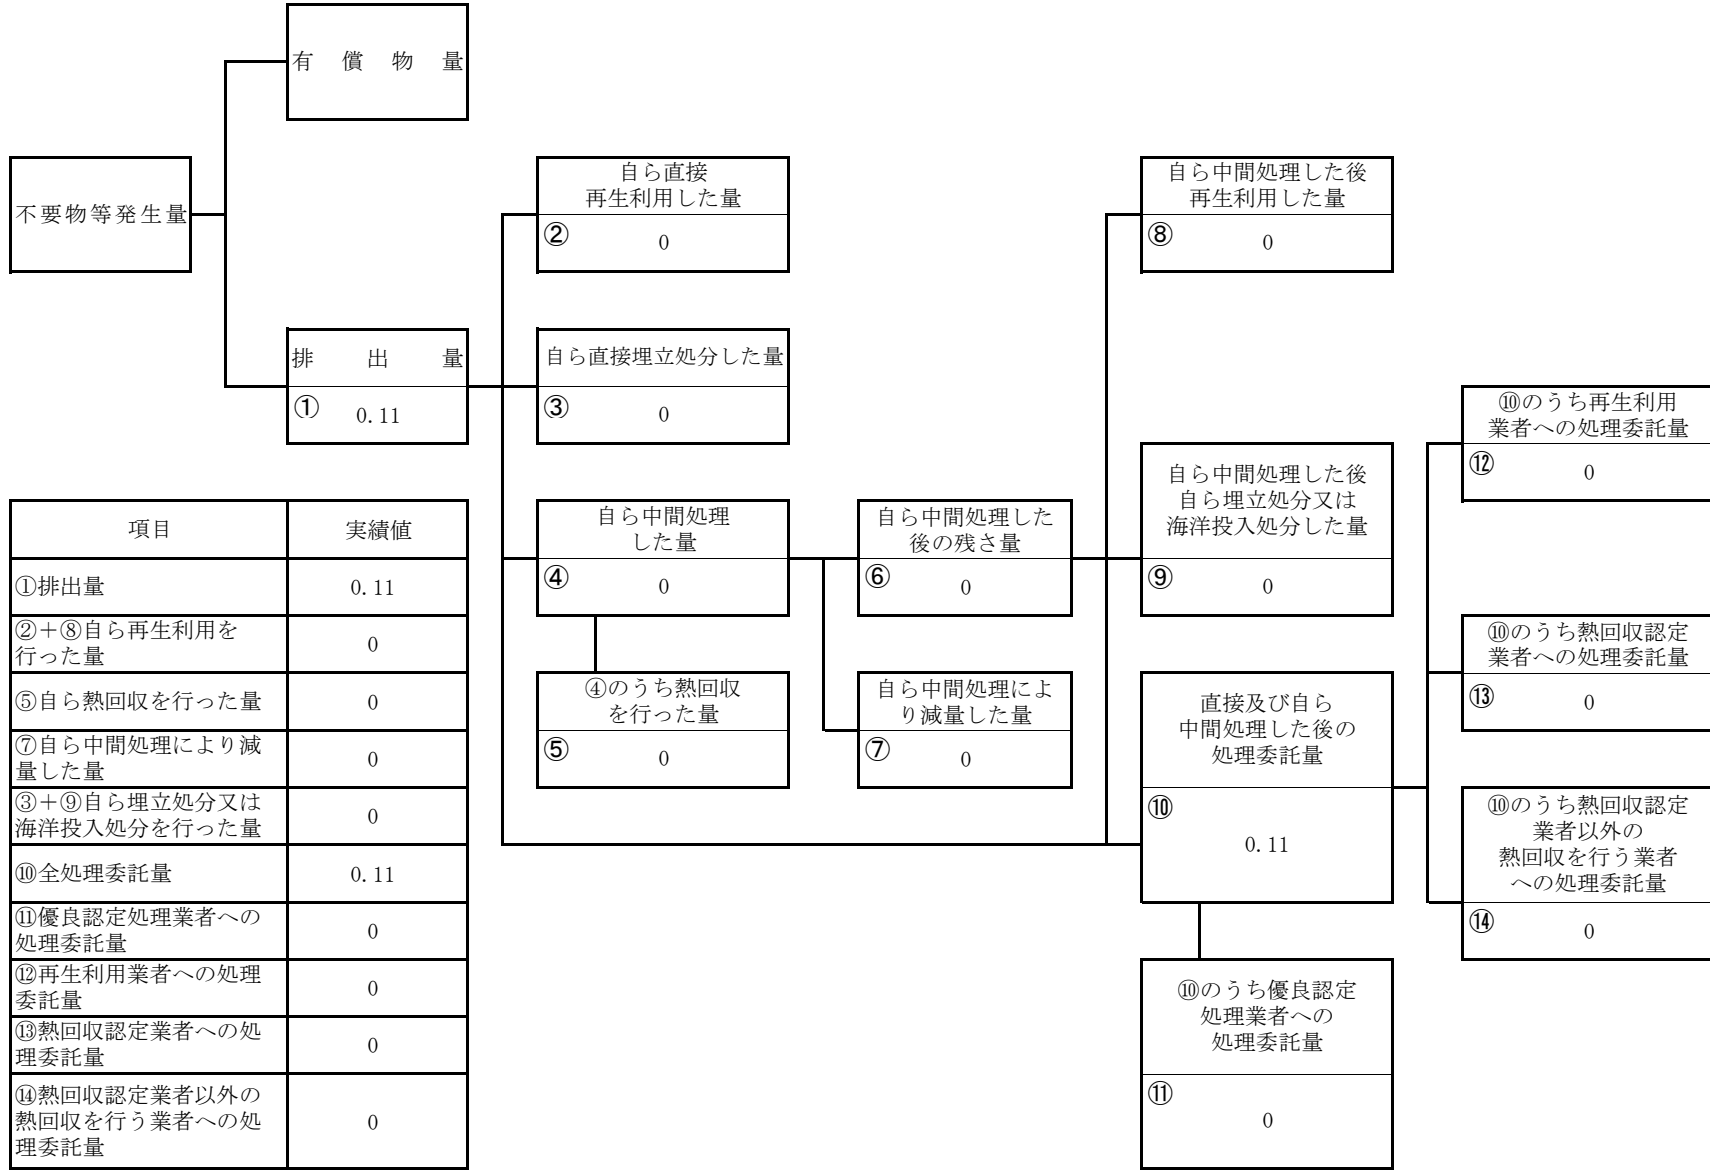 有償物量
不要物等発生量
排出量
① 0.11
自ら直接
再生利用した量
② 0
自ら直接埋立処分した量
③ 0
自ら中間処理
した量
④ 0
④のうち熱回収
を行った量
⑤ 0
自ら中間処理した
後の残さ量
⑥ 0
自ら中間処理によ
り減量した量
⑦ 0
自ら中間処理した後
再生利用した量
⑧ 0
自ら中間処理した後
自ら埋立処分又は
海洋投入処分した量
⑨ 0
直接及び自ら
中間処理した後の
処理委託量
⑩
0.11
⑩のうち優良認定
処理業者への
処理委託量
⑪
0
⑩のうち再生利用
業者への処理委託量
⑫ 0
⑩のうち熱回収認定
業者への処理委託量
⑬ 0
⑩のうち熱回収認定
業者以外の
熱回収を行う業者
への処理委託量
⑭ 0
項目 実績値
①排出量 0.11
②+⑧自ら再生利用を
行った量 0
⑤自ら熱回収を行った量 0
⑦自ら中間処理により減
量した量 0
③+⑨自ら埋立処分又は
海洋投入処分を行った量 0
⑩全処理委託量 0.11
⑪優良認定処理業者への
処理委託量 0
⑫再生利用業者への処理
委託量 0
⑬熱回収認定業者への処
理委託量 0
⑭熱回収認定業者以外の
熱回収を行う業者への処
理委託量 0